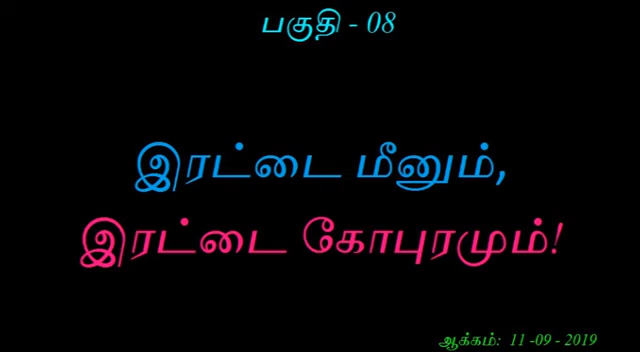 பகுதி - 08
இரட்டை மீனும்,
இரட்டை கோபுரமும்!
ஆக்கம்: 11 -09 - 2019